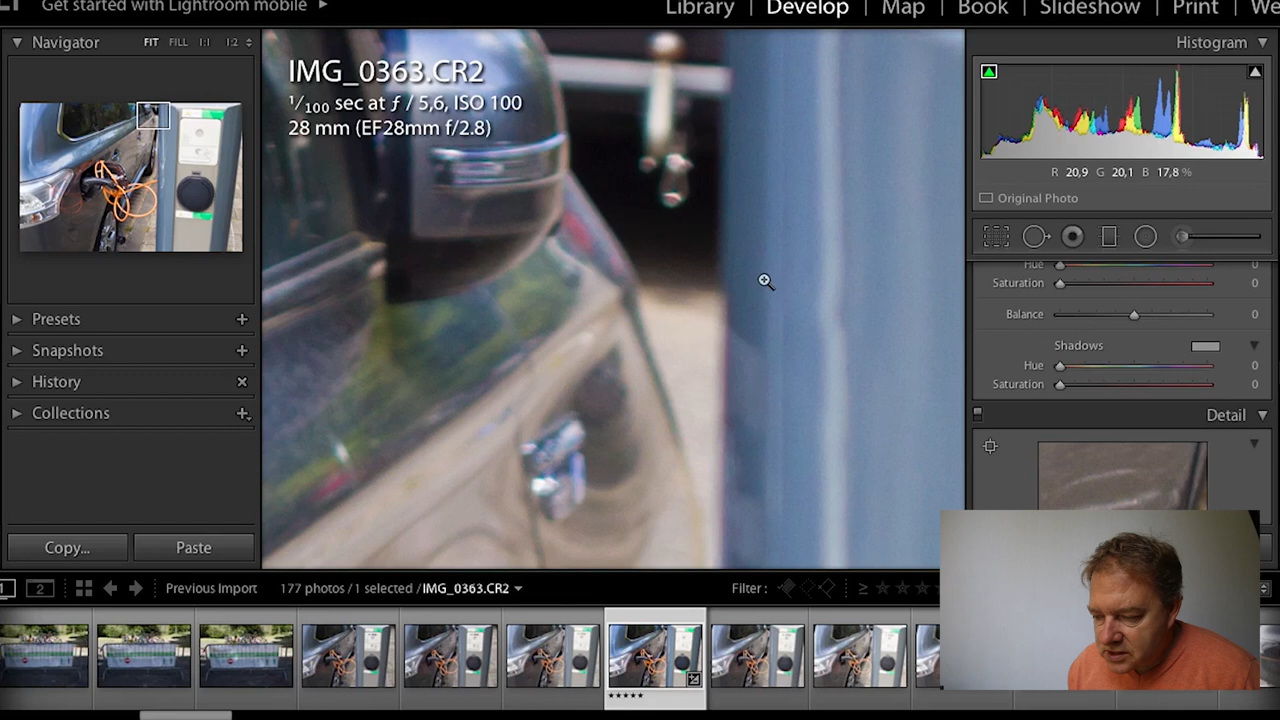 Get started with Lightroom mobile ▶
Library | Develop | Map | Book | Slideshow | Print | We
Navigator FIT FILL 1:1 1:2
Histogram
IMG_0363.CR2
1/100 sec at ƒ / 5,6, ISO 100
28 mm (EF28mm f/2.8)
R 20,9 G 20,1 B 17,8 %
Original Photo
Hue 0
Saturation 0
Balance 0
Shadows
Hue 0
Saturation 0
Detail
Presets +
Snapshots +
History ×
Collections +
Copy... Paste
1 2 Previous Import 177 photos / 1 selected / IMG_0363.CR2 Filter : ≥ ★★★
★★★★★